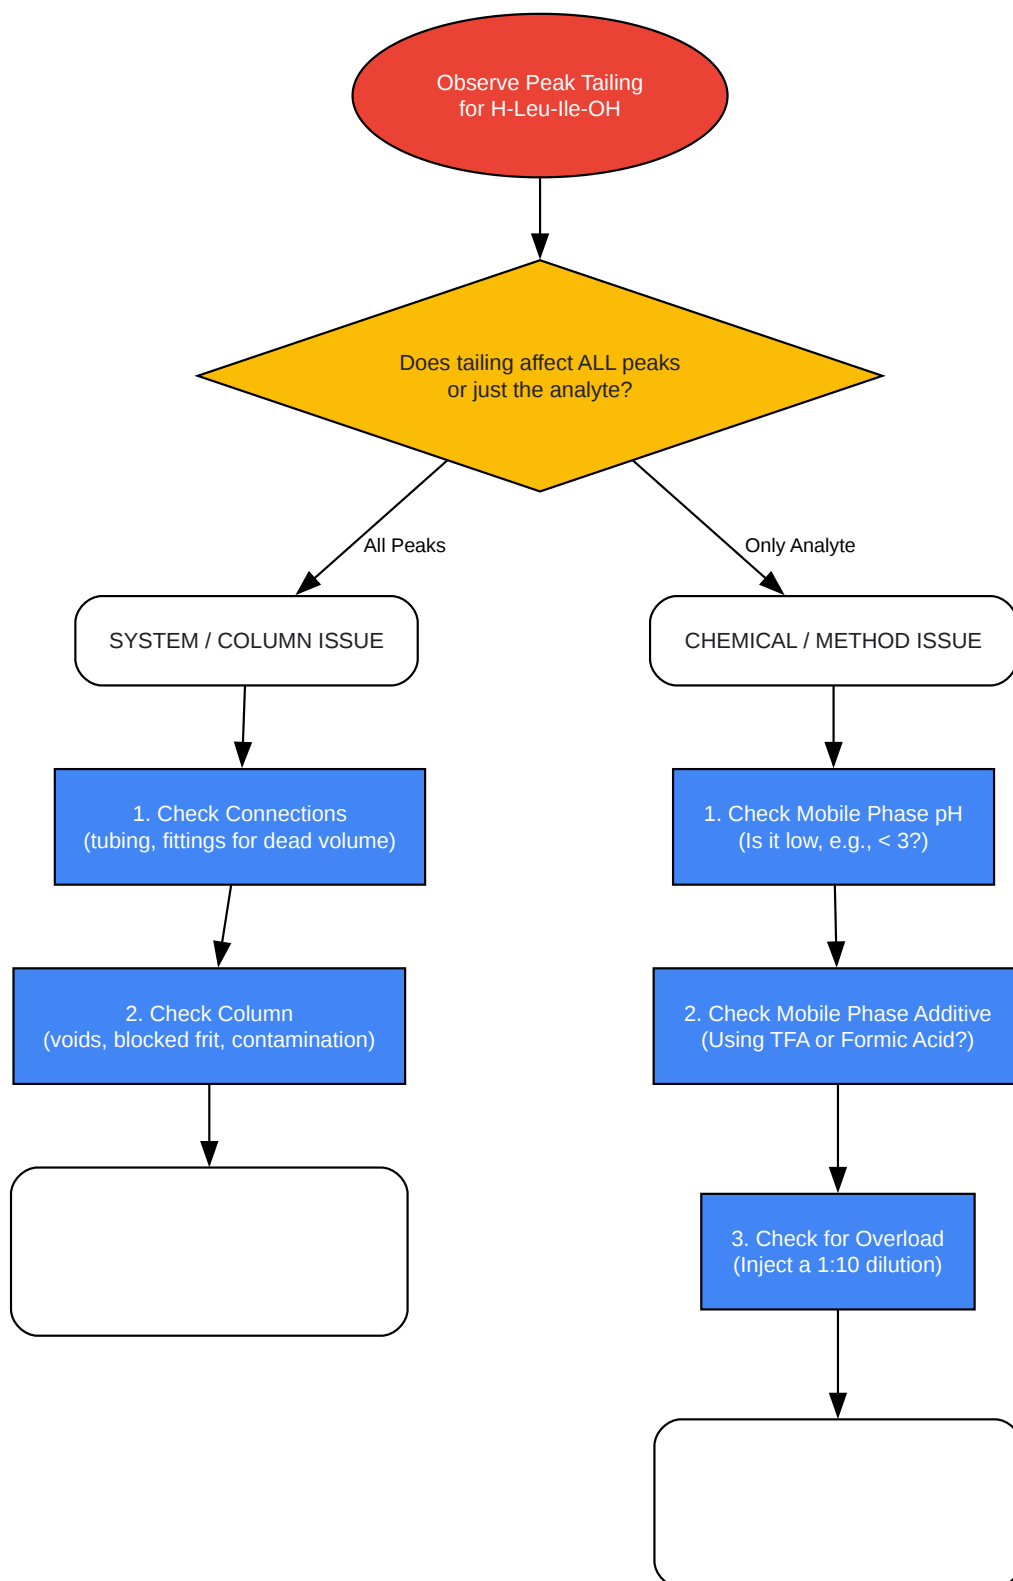 Observe Peak Tailing
for H-Leu-Ile-OH
Does tailing affect ALL peaks
or just the analyte?
All Peaks
Only Analyte
SYSTEM / COLUMN ISSUE
CHEMICAL / METHOD ISSUE
1. Check Connections
(tubing, fittings for dead volume)
1. Check Mobile Phase pH
(Is it low, e.g., < 3?)
2. Check Column
(voids, blocked frit, contamination)
2. Check Mobile Phase Additive
(Using TFA or Formic Acid?)
3. Check for Overload
(Inject a 1:10 dilution)